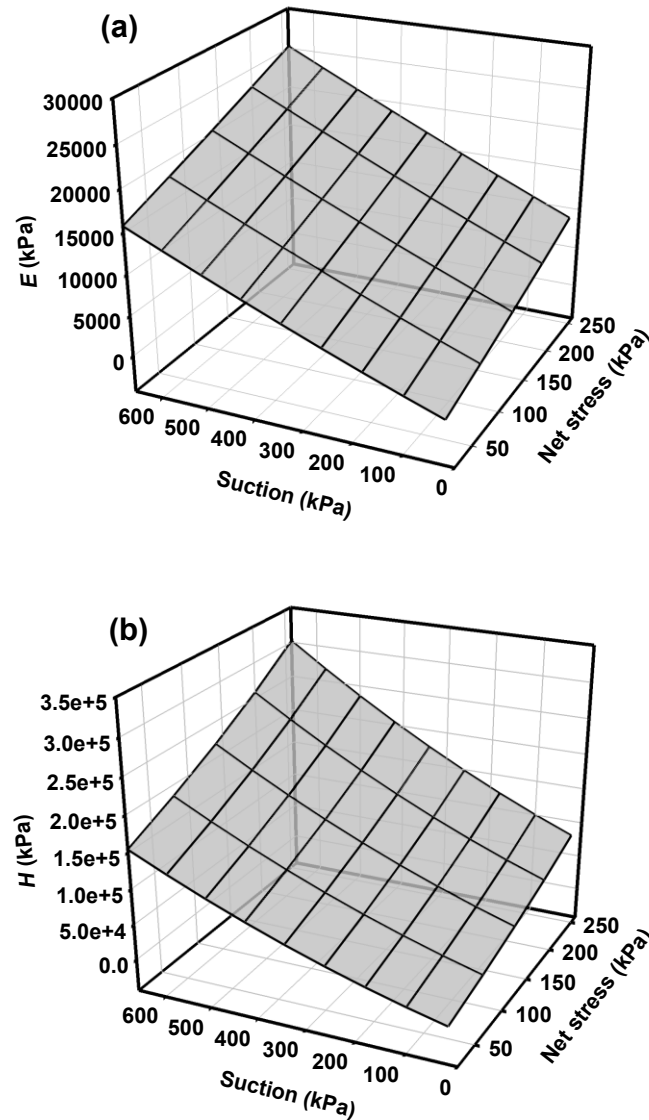 (a)
30000
25000
20000
15000
10000
5000
0
E (kPa)
600 500 400 300 200 100 0
Suction (kPa)
50 100 150 200 250
Net stress (kPa)
(b)
3.5e+5
3.0e+5
2.5e+5
2.0e+5
1.5e+5
1.0e+5
5.0e+4
0.0
H (kPa)
600 500 400 300 200 100 0
Suction (kPa)
50 100 150 200 250
Net stress (kPa)